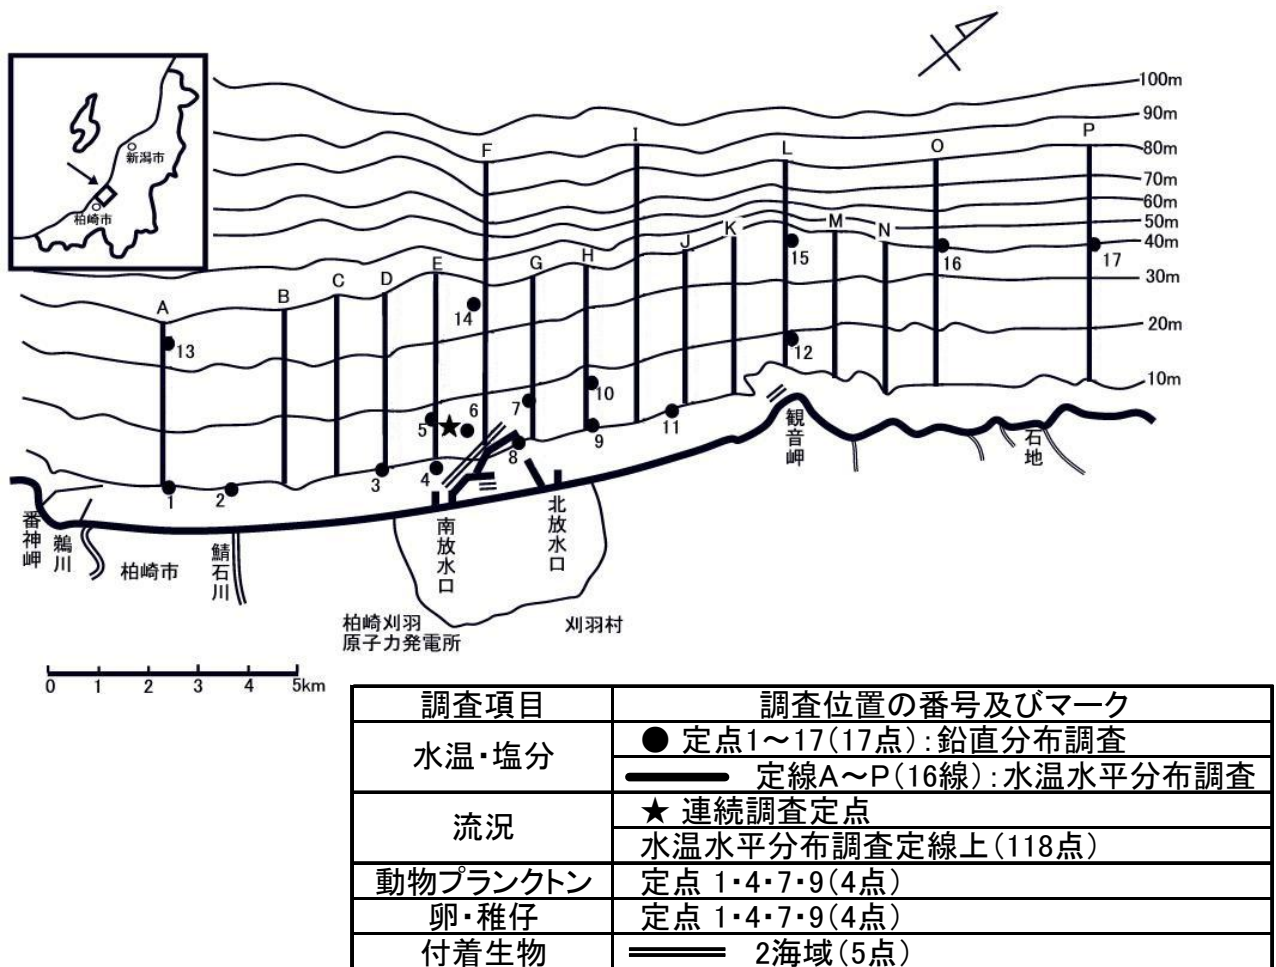 100m
90m
80m
70m
60m
50m
40m
30m
20m
10m
新潟市
柏崎市
A
B
C
D
E
F
G
H
I
J
K
L
M
N
O
P
1
2
3
4
5
6
7
8
9
10
11
12
13
14
15
16
17
番神岬
鵜川
柏崎市
鯖石川
南放水口
北放水口
観音岬
石地
柏崎刈羽
原子力発電所
刈羽村
0 1 2 3 4 5km
調査項目 調査位置の番号及びマーク
水温・塩分
● 定点1～17(17点):鉛直分布調査
定線A～P(16線):水温水平分布調査
流況
★ 連続調査定点
水温水平分布調査定線上(118点)
動物プランクトン 定点 1・4・7・9(4点)
卵・稚仔 定点 1・4・7・9(4点)
付着生物 2海域(5点)